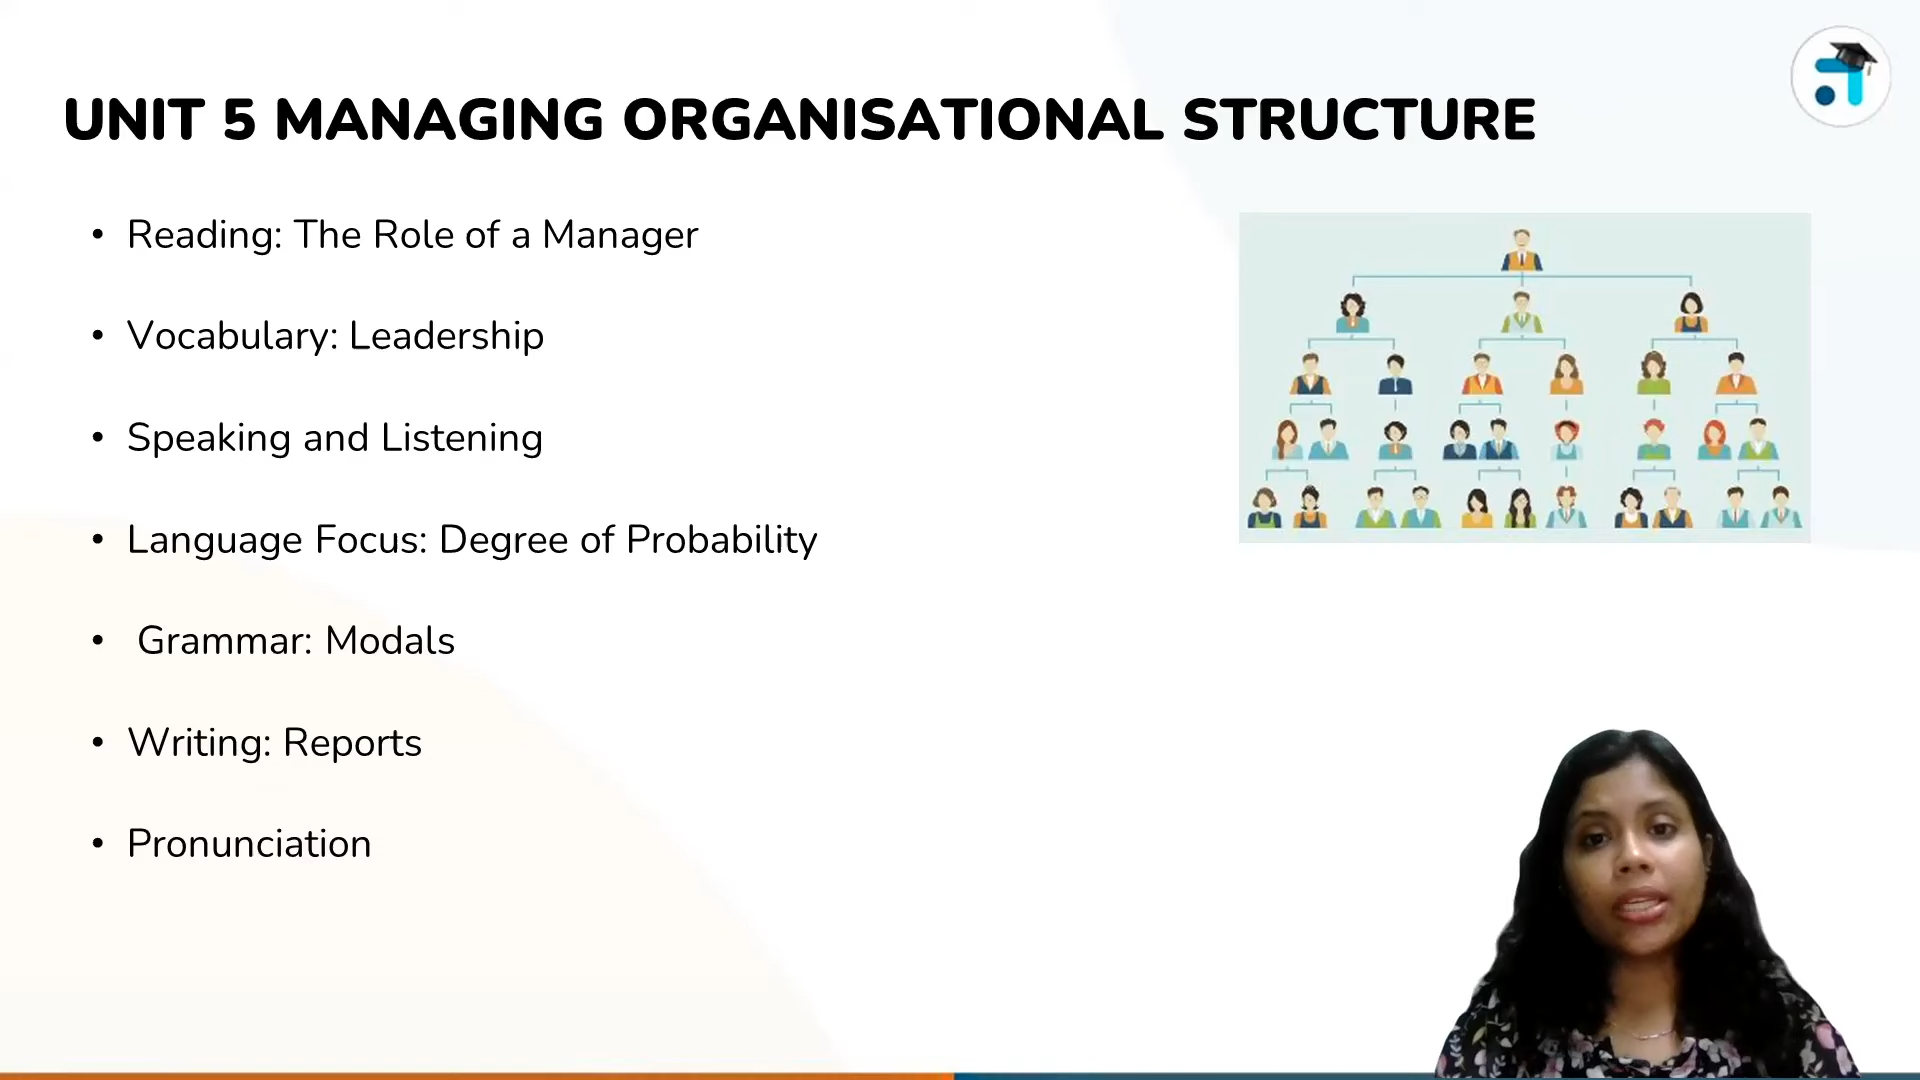 UNIT 5 MANAGING ORGANISATIONAL STRUCTURE
• Reading: The Role of a Manager
• Vocabulary: Leadership
• Speaking and Listening
• Language Focus: Degree of Probability
• Grammar: Modals
• Writing: Reports
• Pronunciation